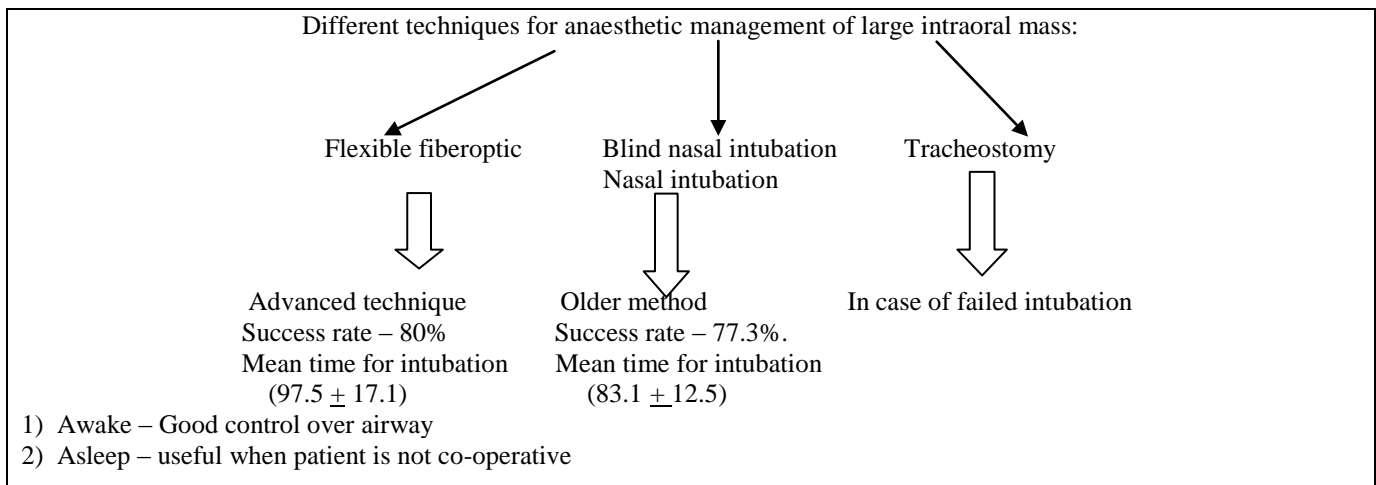 Different techniques for anaesthetic management of large intraoral mass:
Flexible fiberoptic Blind nasal intubation Tracheostomy
Nasal intubation
Advanced technique Older method In case of failed intubation
Success rate – 80% Success rate – 77.3%.
Mean time for intubation Mean time for intubation
(97.5 ± 17.1) (83.1 ± 12.5)
1) Awake – Good control over airway
2) Asleep – useful when patient is not co-operative